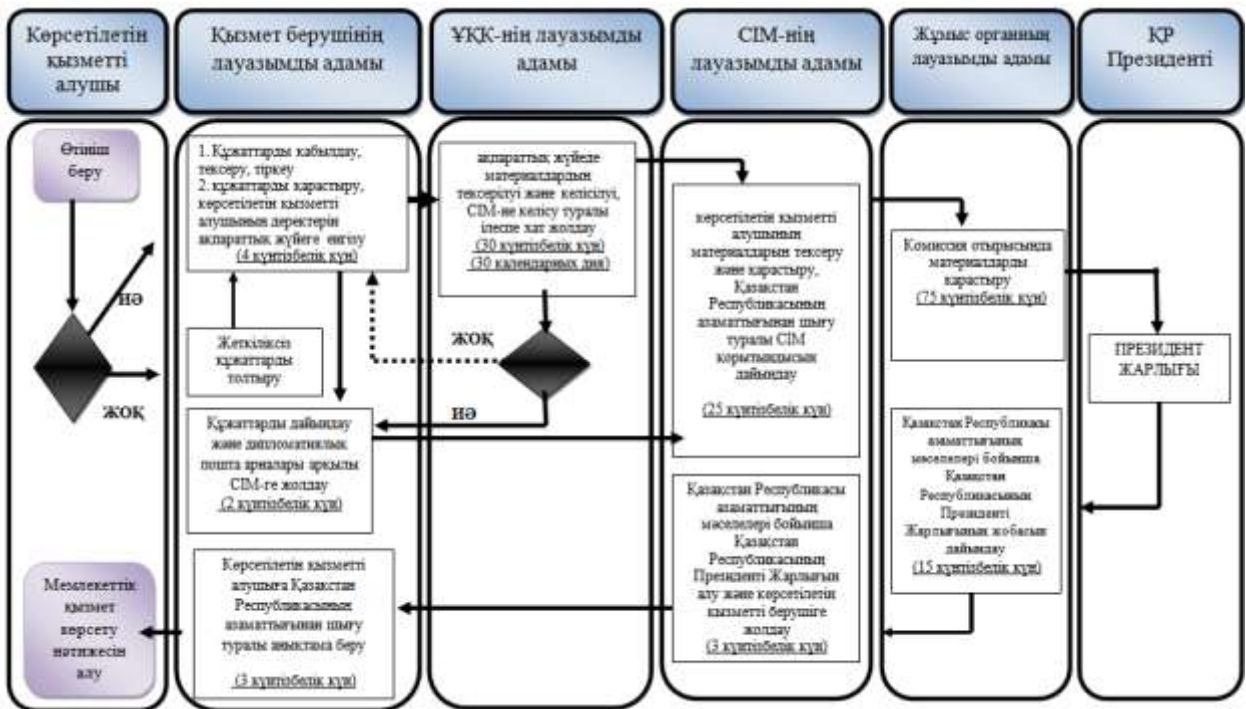 Көрсетілетін
қызметті
алушы
Қызмет берушінің
лауазымды адамы
ҰҚК-нің лауазымды
адамы
СІМ-нің
лауазымды адамы
Жұмыс органның
лауазымды адамы
ҚР
Президенті
Өтініш
беру
ИӘ
ЖОҚ
1. Құжаттарды қабылдау,
тексеру, тіркеу
2. құжаттарды қарастыру,
көрсетілетін қызметті
алушының деректерін
ақпараттық жүйеге енгізу
(4 күнтізбелік күн)
Жеткіліксіз
құжаттарды
толтыру
Құжаттарды дайындау
және дипломатиялық
пошта арналары арқылы
СІМ-ге жолдау
(2 күнтізбелік күн)
Көрсетілетін қызметті
алушыға Қазақстан
Республикасының
азаматтығынан шығу
туралы анықтама беру
(3 күнтізбелік күн)
Мемлекеттік
қызмет
көрсету
нәтижесін
алу
ақпараттық жүйеде
материалдардың
тексерілуі және келісілуі,
СІМ-не келісу туралы
ілеспе хат жолдау
(30 күнтізбелік күн)
(30 календарных дня)
ЖОҚ
ИӘ
көрсетілетін қызметті
алушының
материалдарын тексеру
және қарастыру,
Қазақстан
Республикасының
азаматтығынан шығу
туралы СІМ
қорытындысын
дайындау
(25 күнтізбелік күн)
Қазақстан Республикасы
азаматтығының
мәселелері бойынша
Қазақстан
Республикасының
Президенті Жарлығын
алу және көрсетілетін
қызметті берушіге
жолдау
(3 күнтізбелік күн)
Комиссия отырысында
материалдарды
қарастыру
(75 күнтізбелік күн)
Қазақстан Республикасы
азаматтығының
мәселелері бойынша
Қазақстан
Республикасының
Президенті
Жарлығының жобасын
дайындау
(15 күнтізбелік күн)
ПРЕЗИДЕНТ
ЖАРЛЫҒЫ